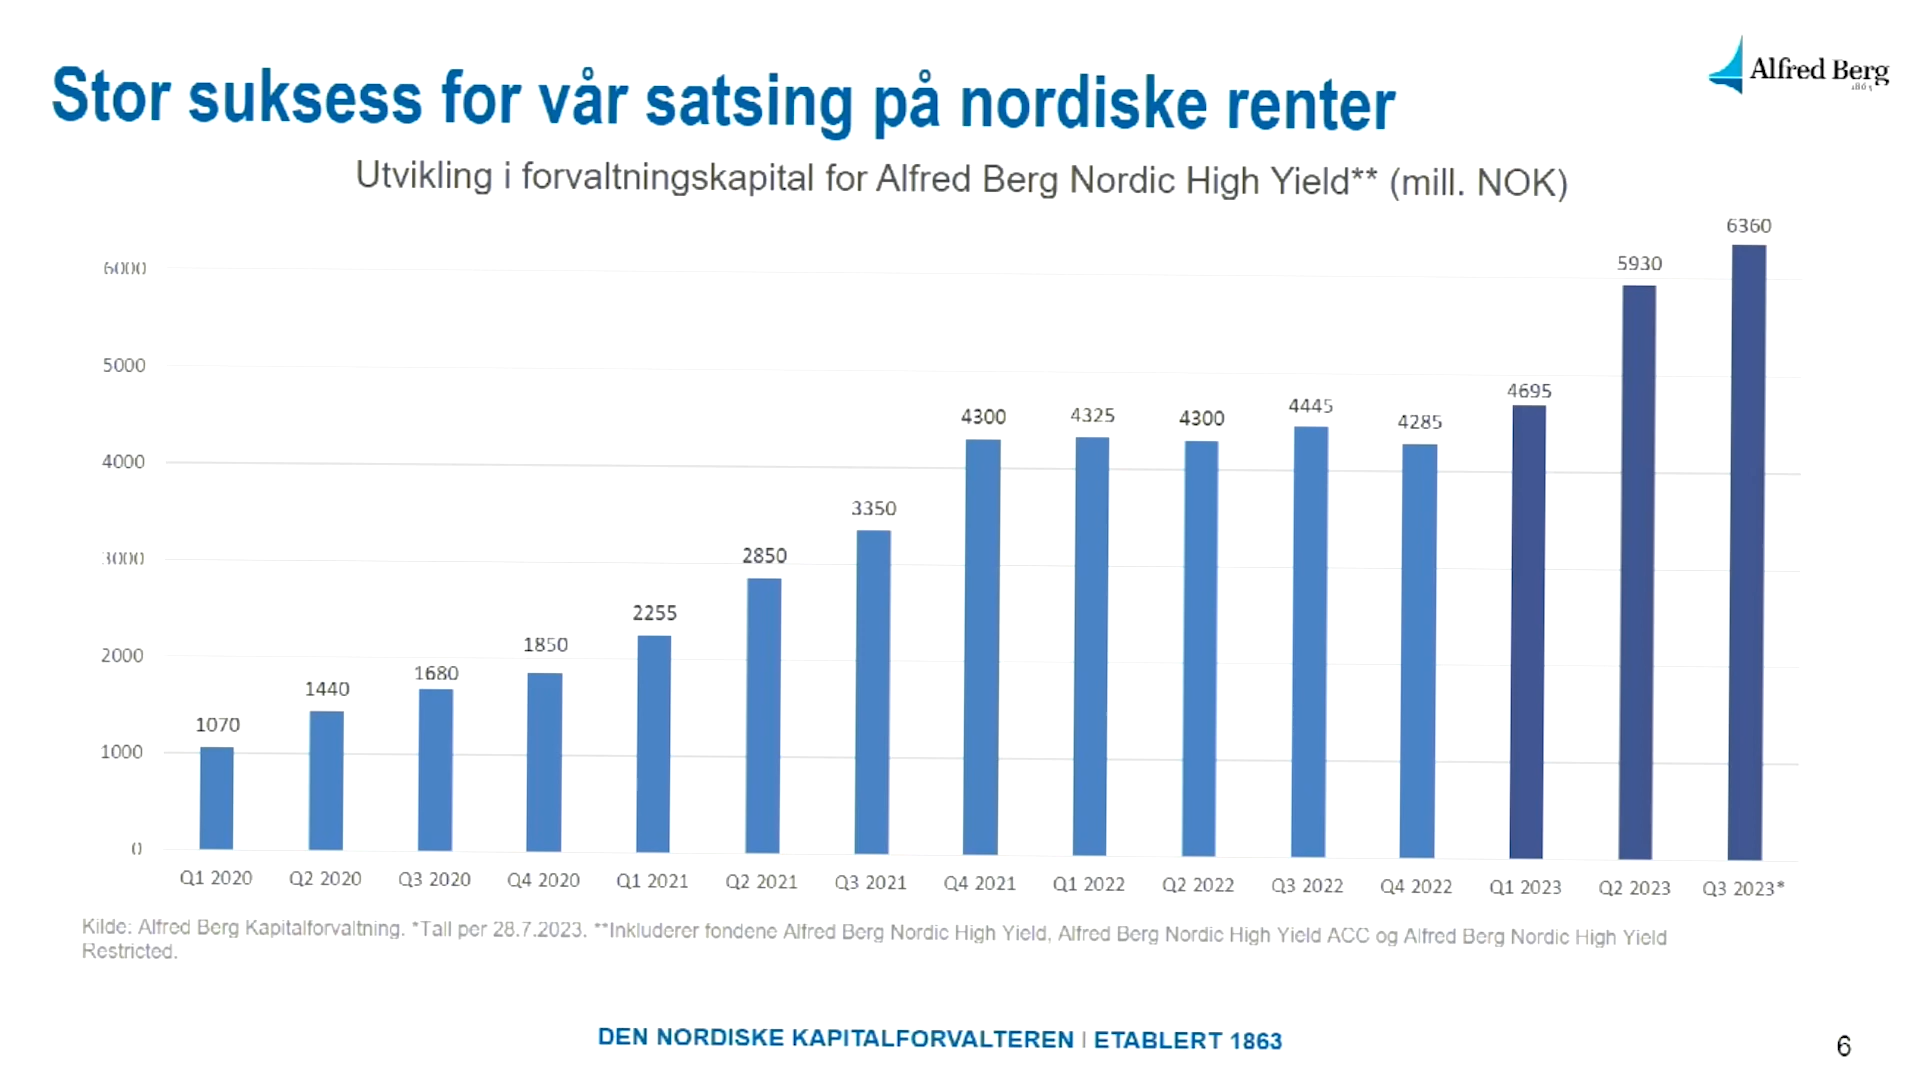 Stor suksess for vår satsing på nordiske renter
Alfred Berg
1863
Utvikling i forvaltningskapital for Alfred Berg Nordic High Yield** (mill. NOK)
6000
5000
4000
3000
2000
1000
0
1070
1440
1680
1850
2255
2850
3350
4300
4325
4300
4445
4285
4695
5930
6360
Q1 2020
Q2 2020
Q3 2020
Q4 2020
Q1 2021
Q2 2021
Q3 2021
Q4 2021
Q1 2022
Q2 2022
Q3 2022
Q4 2022
Q1 2023
Q2 2023
Q3 2023*
Kilde: Alfred Berg Kapitalforvaltning. *Tall per 28.7.2023. **Inkluderer fondene Alfred Berg Nordic High Yield, Alfred Berg Nordic High Yield ACC og Alfred Berg Nordic High Yield
Restricted.
DEN NORDISKE KAPITALFORVALTEREN | ETABLERT 1863
6